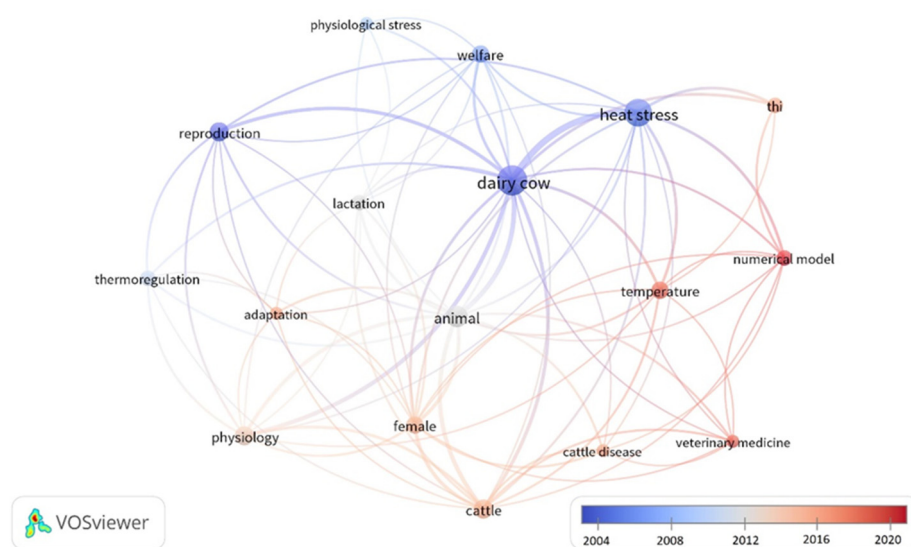 physiological stress
welfare
heat stress
thi
reproduction
dairy cow
lactation
numerical model
thermoregulation
temperature
adaptation
animal
physiology
female
cattle disease
veterinary medicine
cattle
VOSviewer
2004 2008 2012 2016 2020